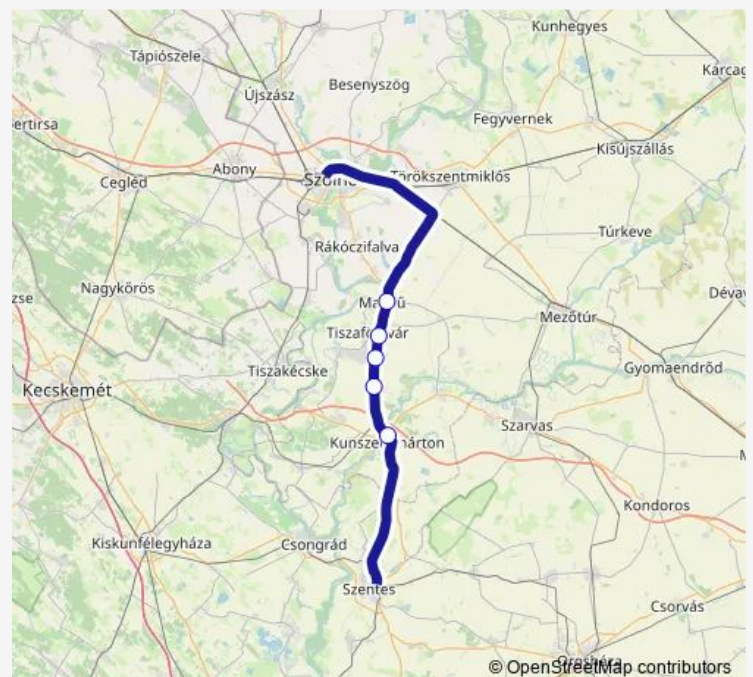 Kunhegyes
Tápiószele
Karcag
Újszász
Besenyszög
Fegyvernek
Kisújszállás
Abony
Cegléd
Törökszentmiklós
Túrkeve
Rákóczifalva
Nagykőrös
Mezőtúr
Tiszakécske
Gyomaendrőd
Kecskemét
Szarvas
Kondoros
Kiskunfélegyháza
Csongrád
Szentes
Csorvás
© OpenStreetMap contributors